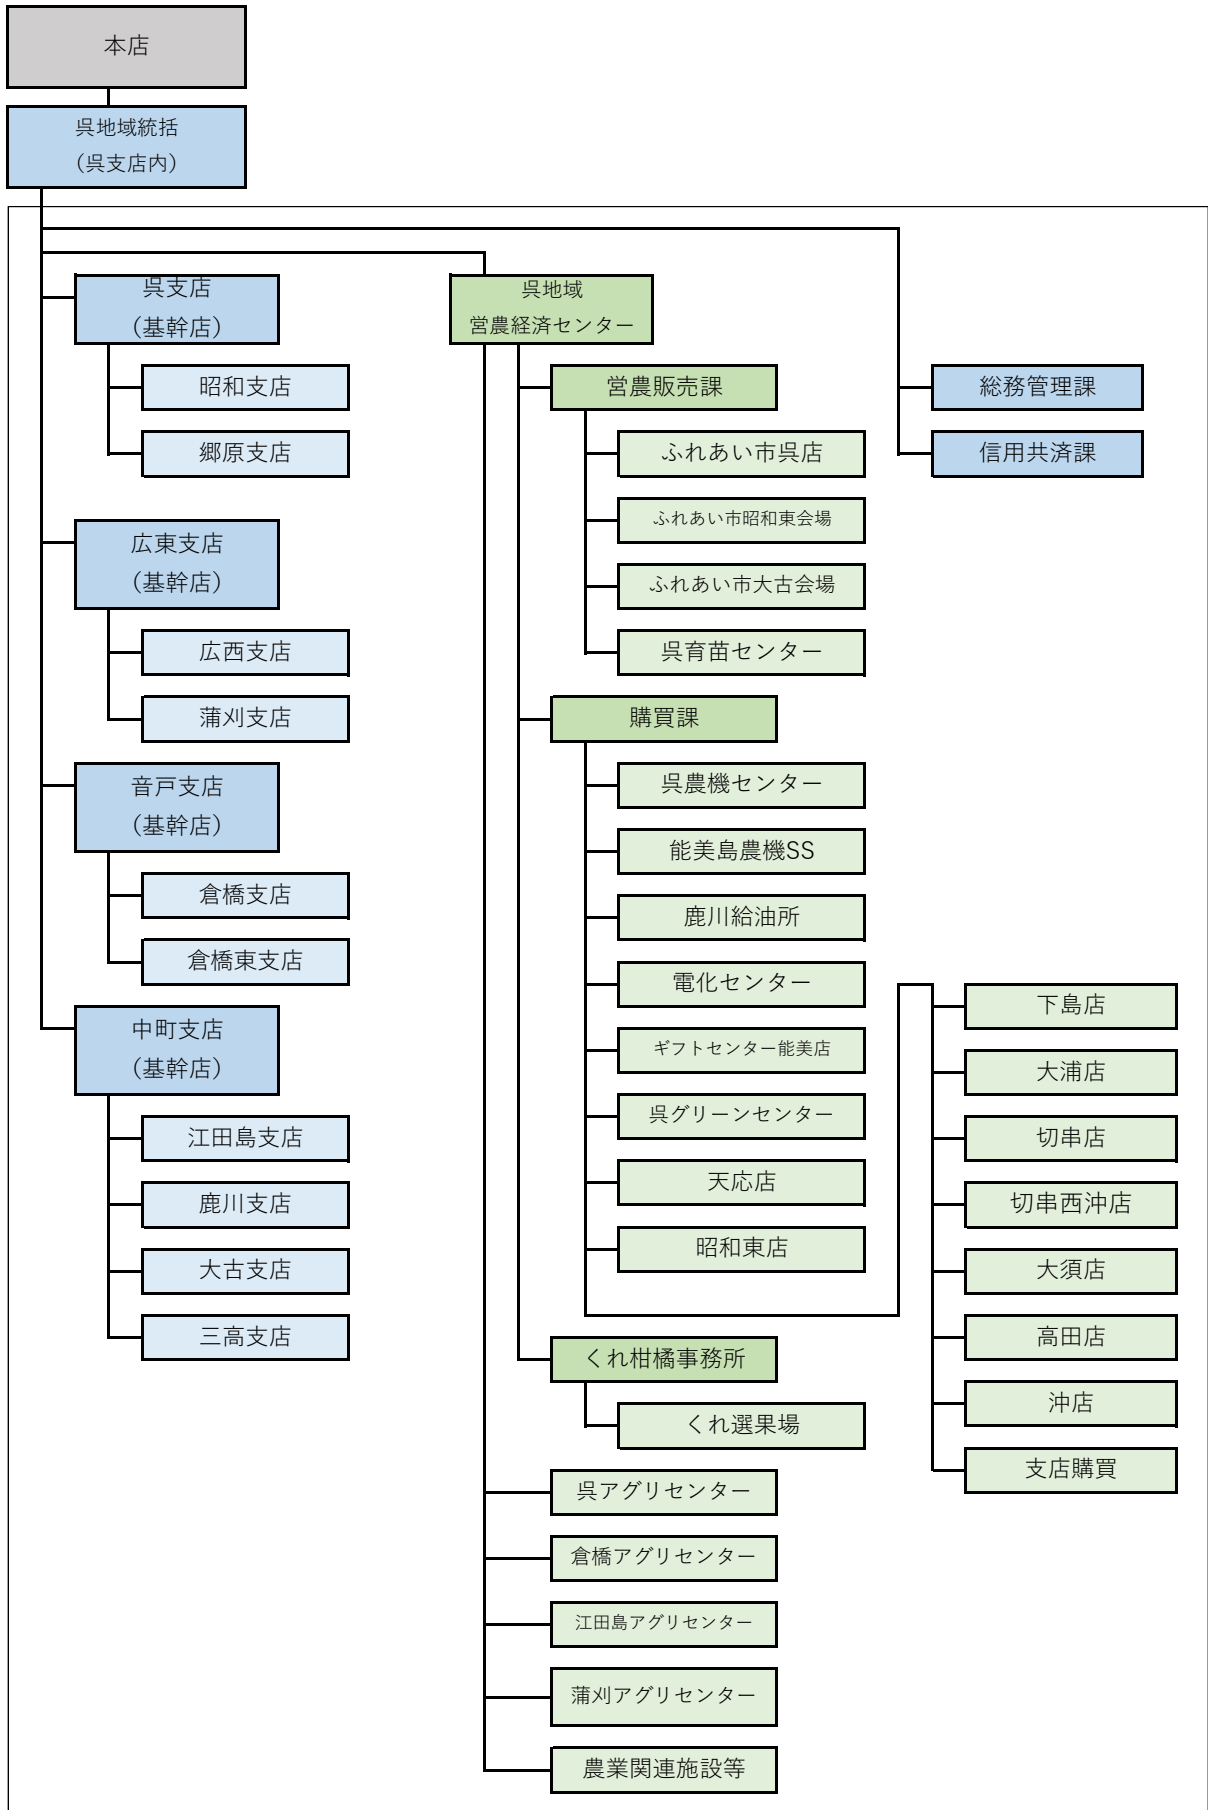 本店
呉地域統括
（呉支店内）
呉支店
（基幹店）
昭和支店
郷原支店
広東支店
（基幹店）
広西支店
蒲刈支店
音戸支店
（基幹店）
倉橋支店
倉橋東支店
中町支店
（基幹店）
江田島支店
鹿川支店
大古支店
三高支店
呉地域
営農経済センター
営農販売課
ふれあい市呉店
ふれあい市昭和東会場
ふれあい市大古会場
呉育苗センター
購買課
呉農機センター
能美島農機SS
鹿川給油所
電化センター
ギフトセンター能美店
呉グリーンセンター
天応店
昭和東店
下島店
大浦店
切串店
切串西沖店
大須店
高田店
沖店
支店購買
くれ柑橘事務所
くれ選果場
呉アグリセンター
倉橋アグリセンター
江田島アグリセンター
蒲刈アグリセンター
農業関連施設等
総務管理課
信用共済課